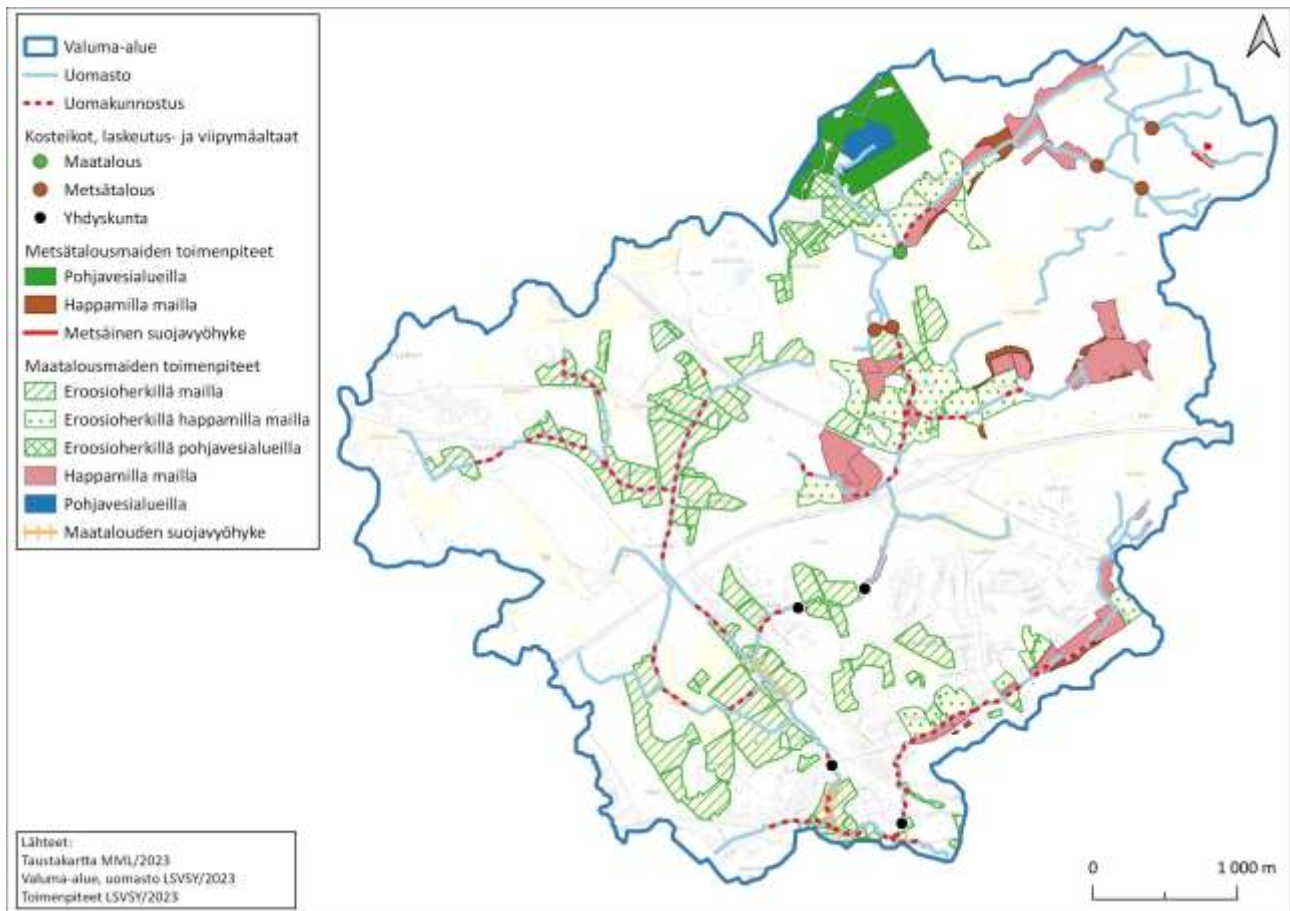 Valuma-alue
Uomasto
Uomakunnostus
Kosteikot, laskeutus- ja viipymäaltaat
Maatalous
Metsätalous
Yhdyskunta
Metsätalousmaiden toimenpiteet
Pohjavesialueilla
Happamilla mailla
Metsäinen suojavyöhyke
Maatalousmaiden toimenpiteet
Eroosioherkillä mailla
Eroosioherkillä happamilla mailla
Eroosioherkillä pohjavesialueilla
Happamilla mailla
Pohjavesialueilla
Maatalouden suojavyöhyke
Lähteet:
Taustakartta MML/2023
Valuma-alue, uomasto LSVSY/2023
Toimenpiteet LSVSY/2023
0 1 000 m